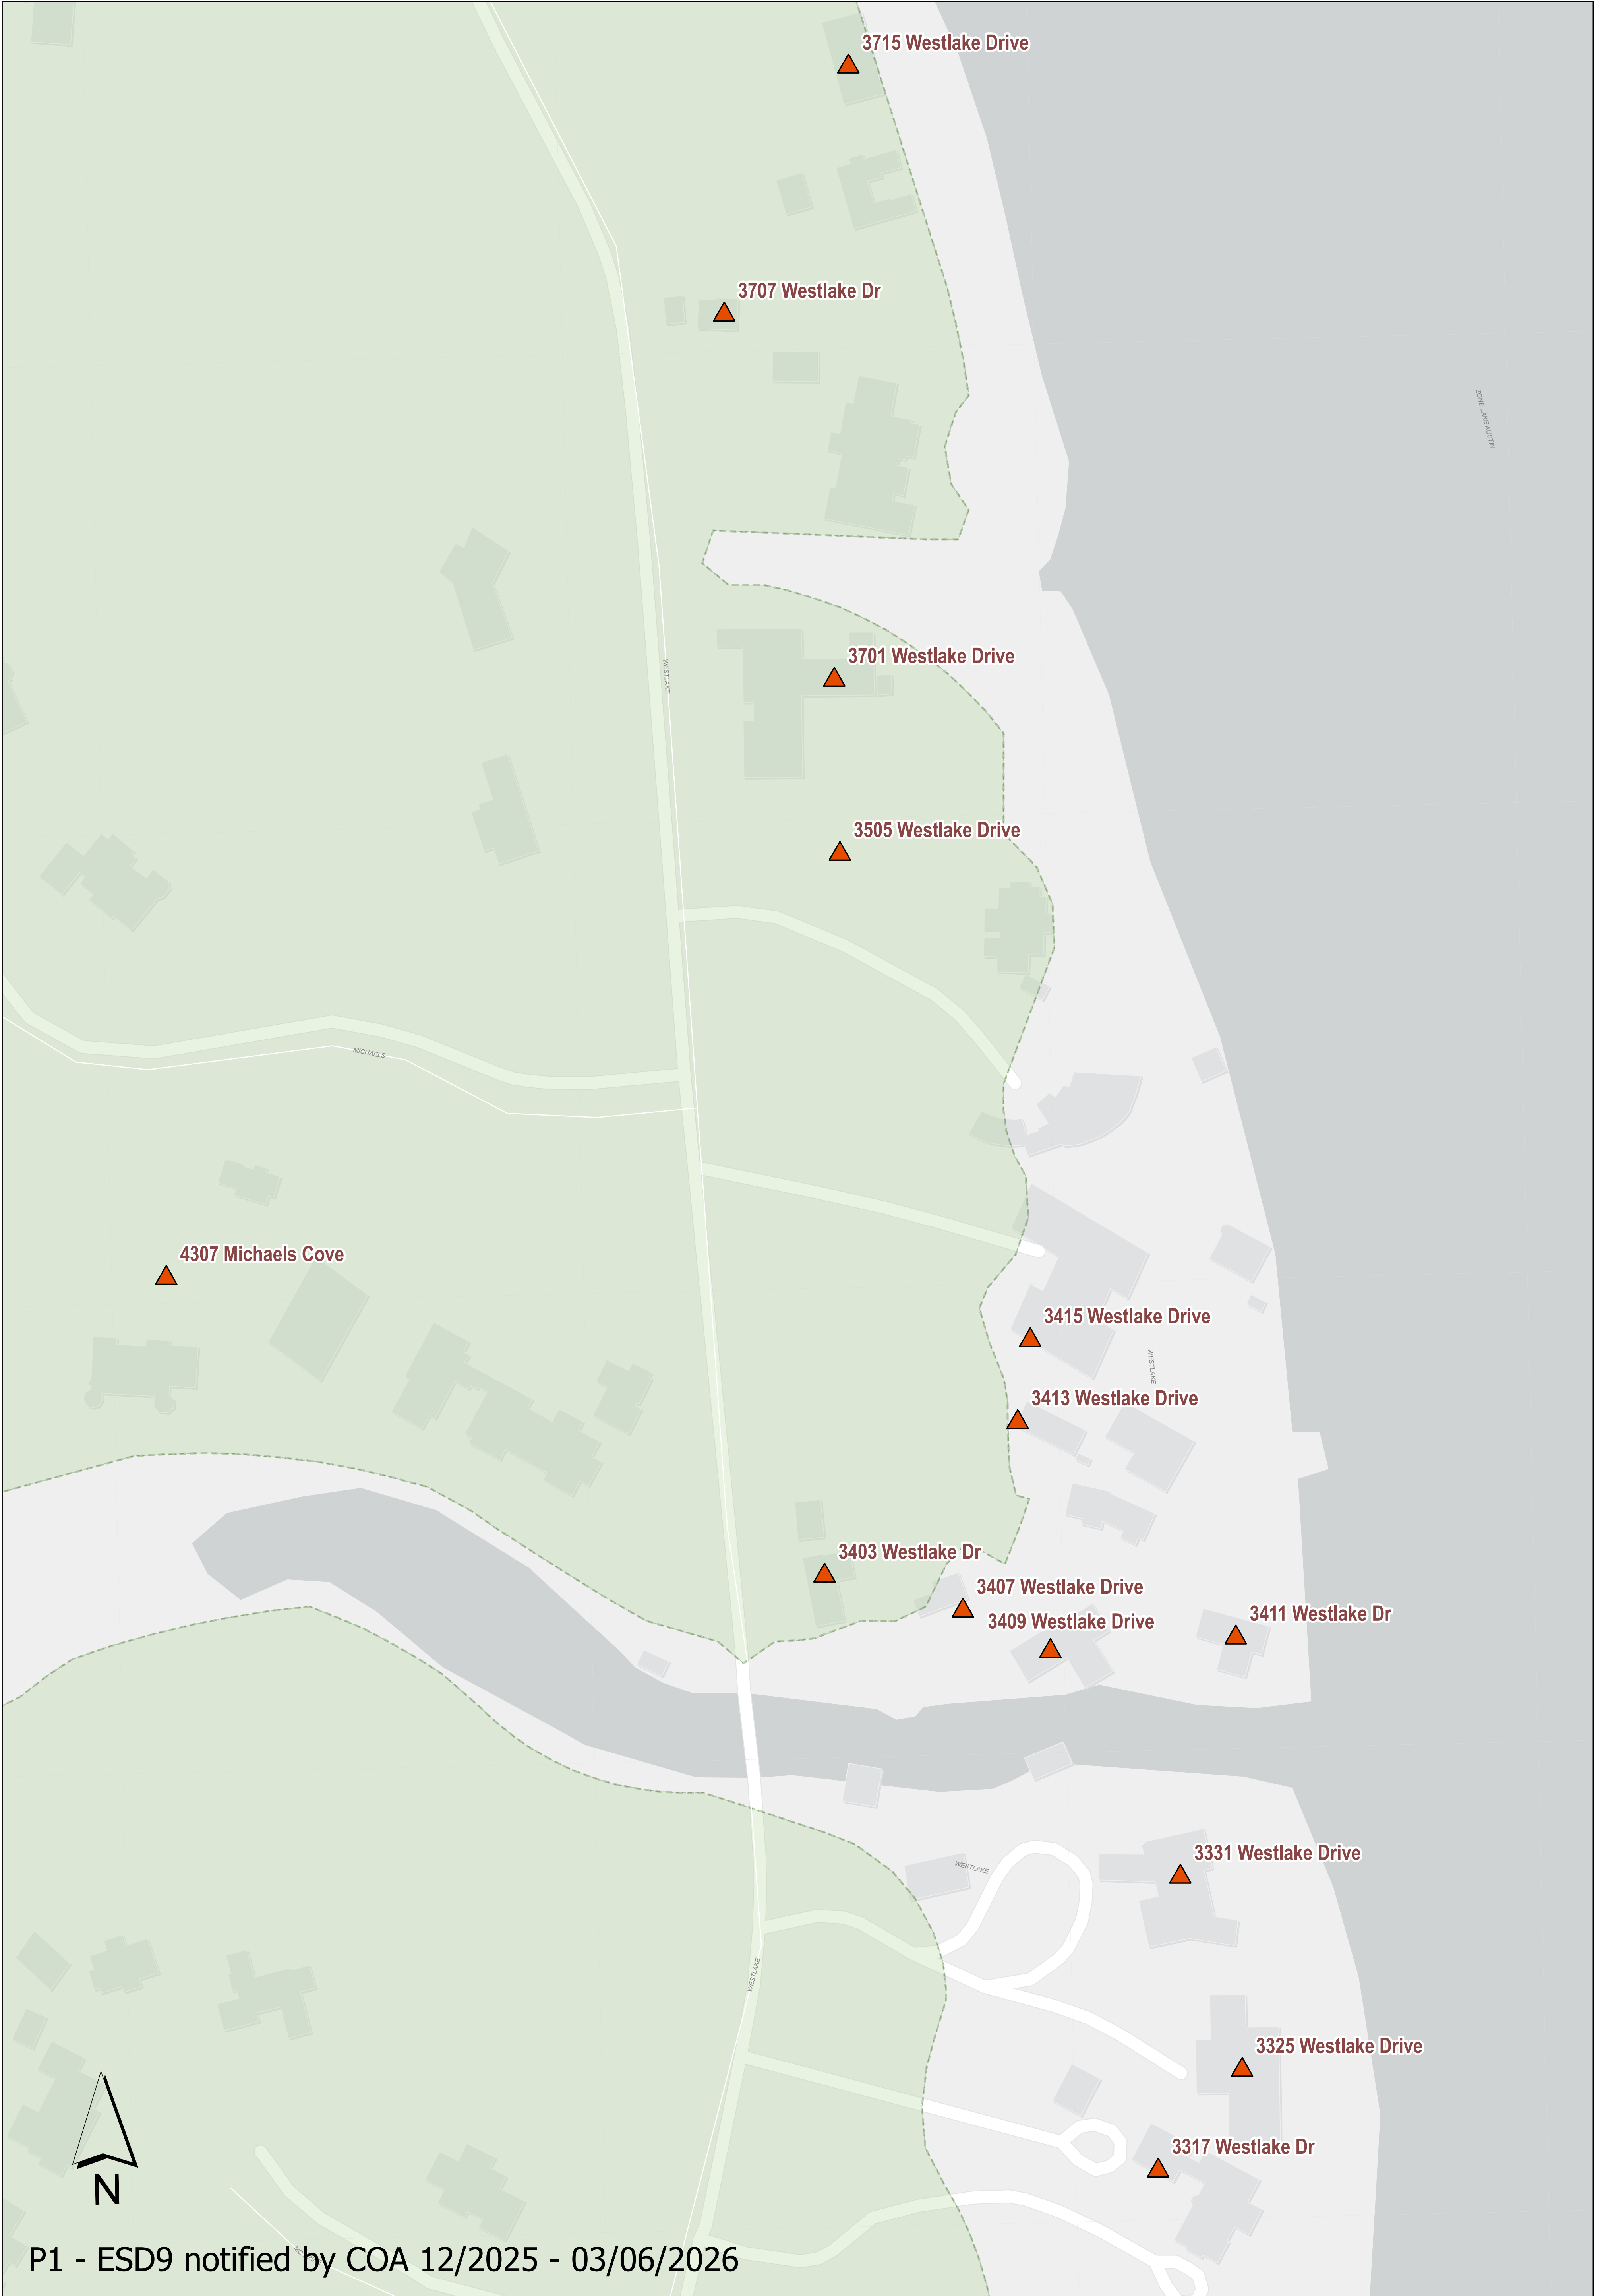 3715 Westlake Drive
3707 Westlake Dr
ZONE LAKE AUSTIN
3701 Westlake Drive
WESTLAKE
3505 Westlake Drive
MICHAELS
4307 Michaels Cove
3415 Westlake Drive
WESTLAKE
3413 Westlake Drive
3403 Westlake Dr
3407 Westlake Drive
3411 Westlake Dr
3409 Westlake Drive
3331 Westlake Drive
WESTLAKE
WESTLAKE
3325 Westlake Drive
3317 Westlake Dr
N
P1 - ESD9 notified by COA 12/2025 - 03/06/2026